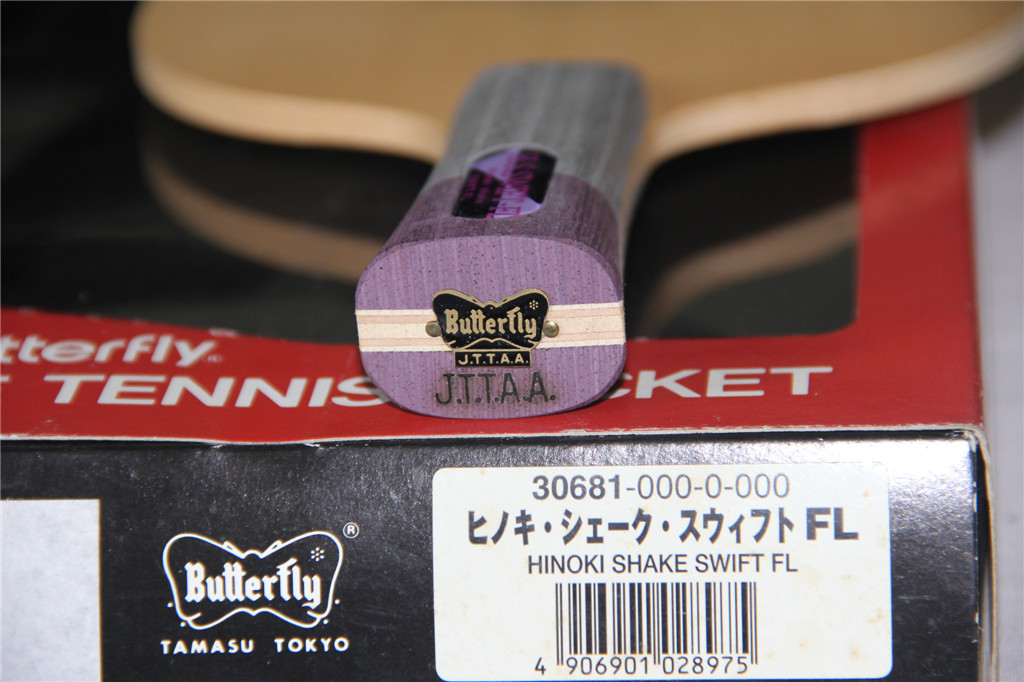 Butterfly
J.T.T.A.A.
J.T.T.A.A.
tterfly®
TENNIS
CKET
30681-000-0-000
ヒノキ・シェーク・スウィフト FL
HINOKI SHAKE SWIFT FL
4 906901 028975
Butterfly ®
TAMASU TOKYO